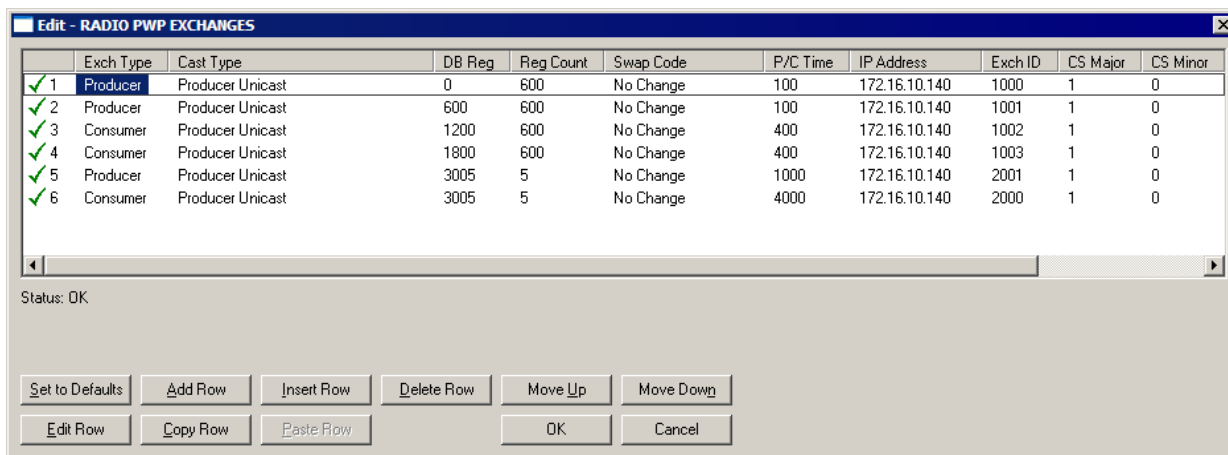 Edit - RADIO PWP EXCHANGES
Exch Type Cast Type DB Reg Reg Count Swap Code P/C Time IP Address Exch ID CS Major CS Minor
1 Producer Producer Unicast 0 600 No Change 100 172.16.10.140 1000 1 0
2 Producer Producer Unicast 600 600 No Change 100 172.16.10.140 1001 1 0
3 Consumer Producer Unicast 1200 600 No Change 400 172.16.10.140 1002 1 0
4 Consumer Producer Unicast 1800 600 No Change 400 172.16.10.140 1003 1 0
5 Producer Producer Unicast 3005 5 No Change 1000 172.16.10.140 2001 1 0
6 Consumer Producer Unicast 3005 5 No Change 4000 172.16.10.140 2000 1 0
Status: OK
Set to Defaults Add Row Insert Row Delete Row Move Up Move Down
Edit Row Copy Row Paste Row OK Cancel